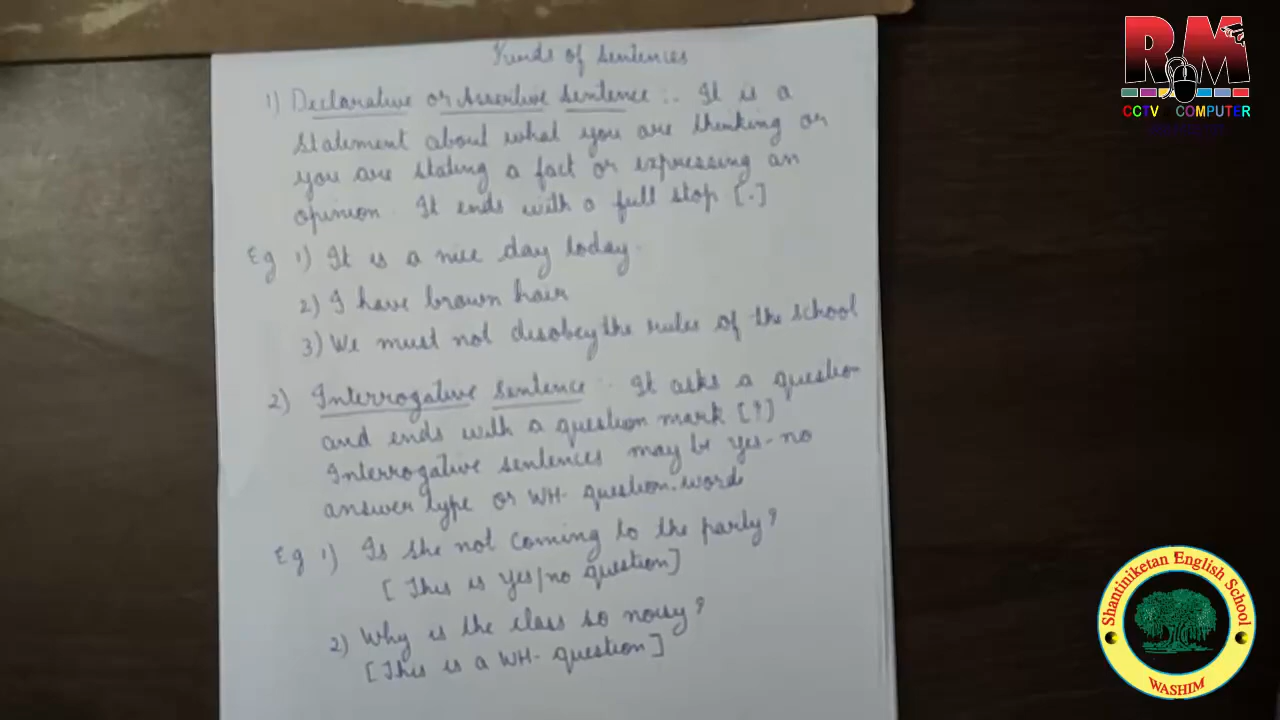 Kinds of Sentences
1) Declarative or Assertive Sentence :. It is a
Statement about what you are thinking or
you are stating a fact or expressing an
opinion. It ends with a full stop [.]
Eg 1) It is a nice day today.
2) I have brown hair
3) We must not disobey the rules of the school
2) Interrogative Sentence :. It asks a question
and ends with a question mark [?]
Interrogative sentences may be yes-no
answer type or WH- question-words
Eg 1) Is she not coming to the party?
[This is yes/no question]
2) Why is the class so noisy?
[This is a WH- question]
RM
CCTV COMPUTER
Shantiniketan English School
WASHIM